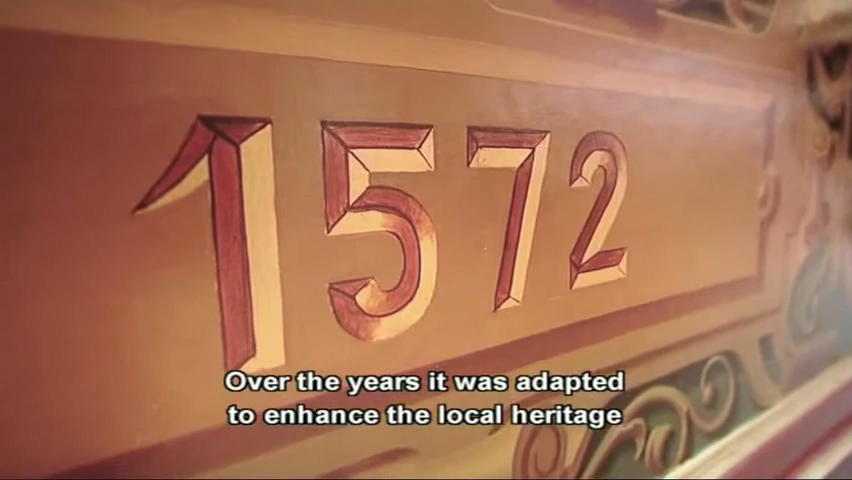 1572
Over the years it was adapted
to enhance the local heritage